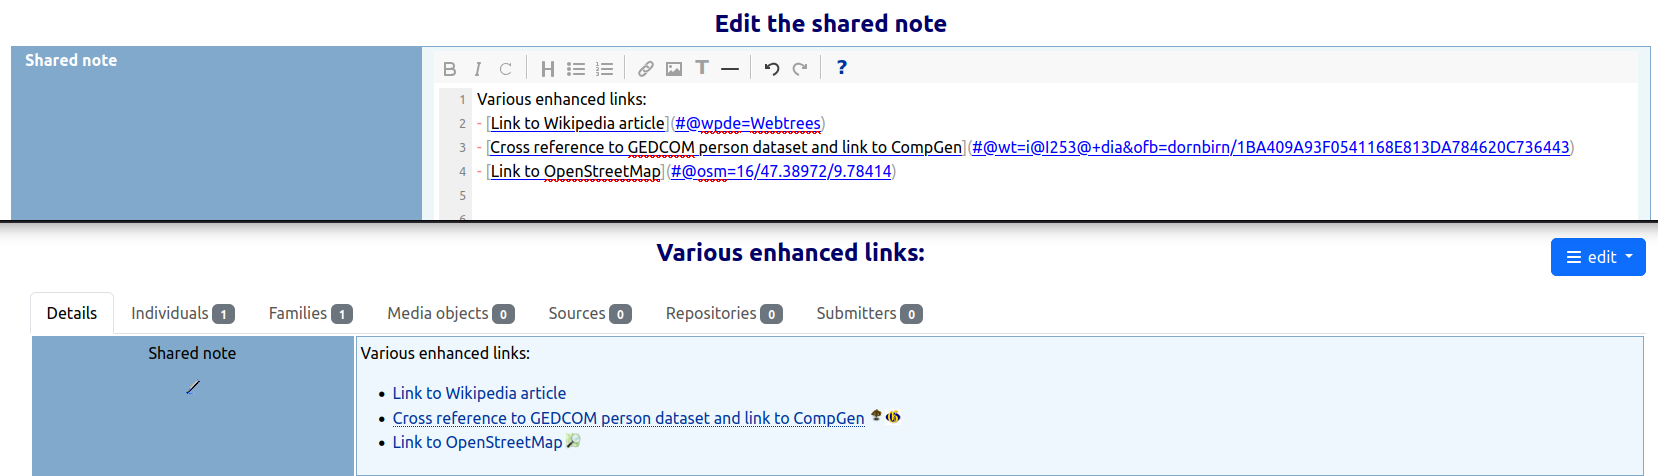 Edit the shared note
Shared note
B I C H T ?
1 Various enhanced links:
2 - [Link to Wikipedia article](#@wpde=Webtrees)
3 - [Cross reference to GEDCOM person dataset and link to CompGen](#@wt=i@I253@+dia&ofb=dornbirn/1BA409A93F0541168E813DA784620C736443)
4 - [Link to OpenStreetMap](#@osm=16/47.38972/9.78414)
5
6
Various enhanced links:
edit
Details Individuals 1 Families 1 Media objects 0 Sources 0 Repositories 0 Submitters 0
Shared note
Various enhanced links:
• Link to Wikipedia article
• Cross reference to GEDCOM person dataset and link to CompGen
• Link to OpenStreetMap